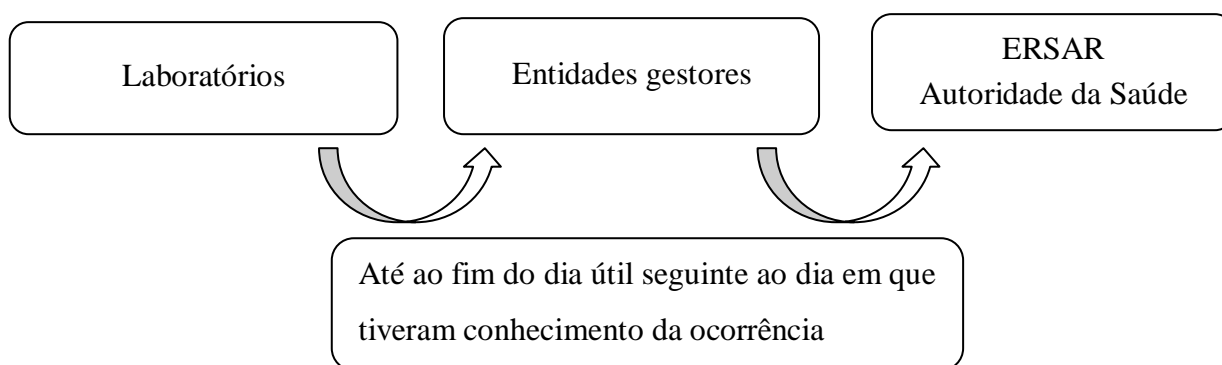 Laboratórios
Entidades gestores
ERSAR
Autoridade da Saúde
Até ao fim do dia útil seguinte ao dia em que
tiveram conhecimento da ocorrência